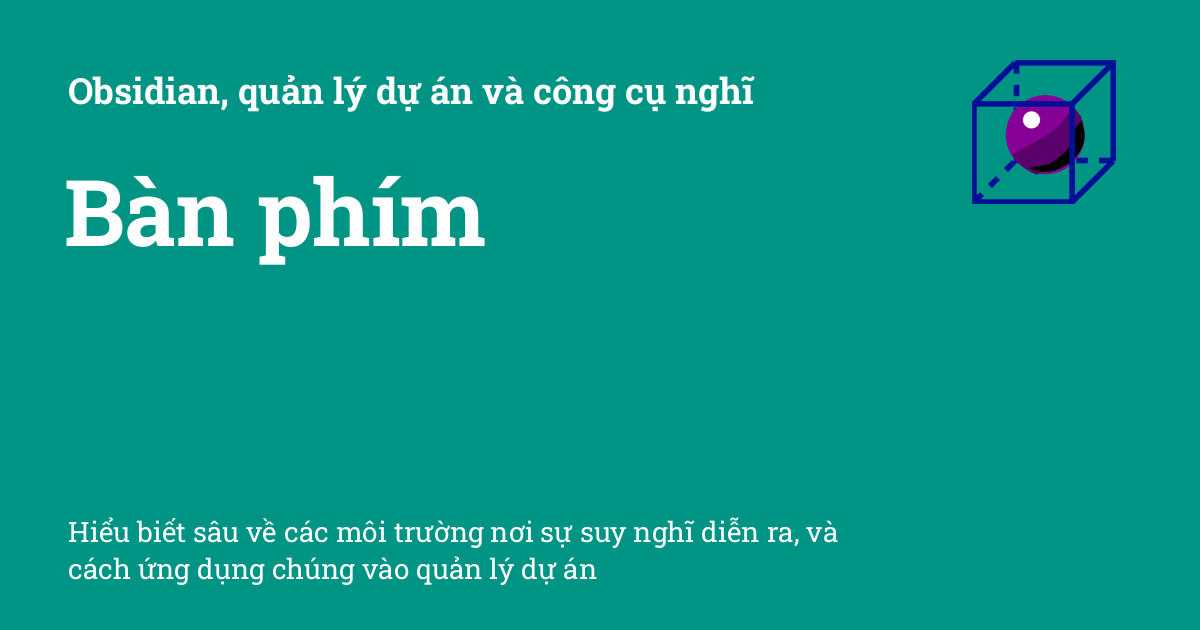 Obsidian, quản lý dự án và công cụ nghĩ
Bàn phím
Hiểu biết sâu về các môi trường nơi sự suy nghĩ diễn ra, và
cách ứng dụng chúng vào quản lý dự án